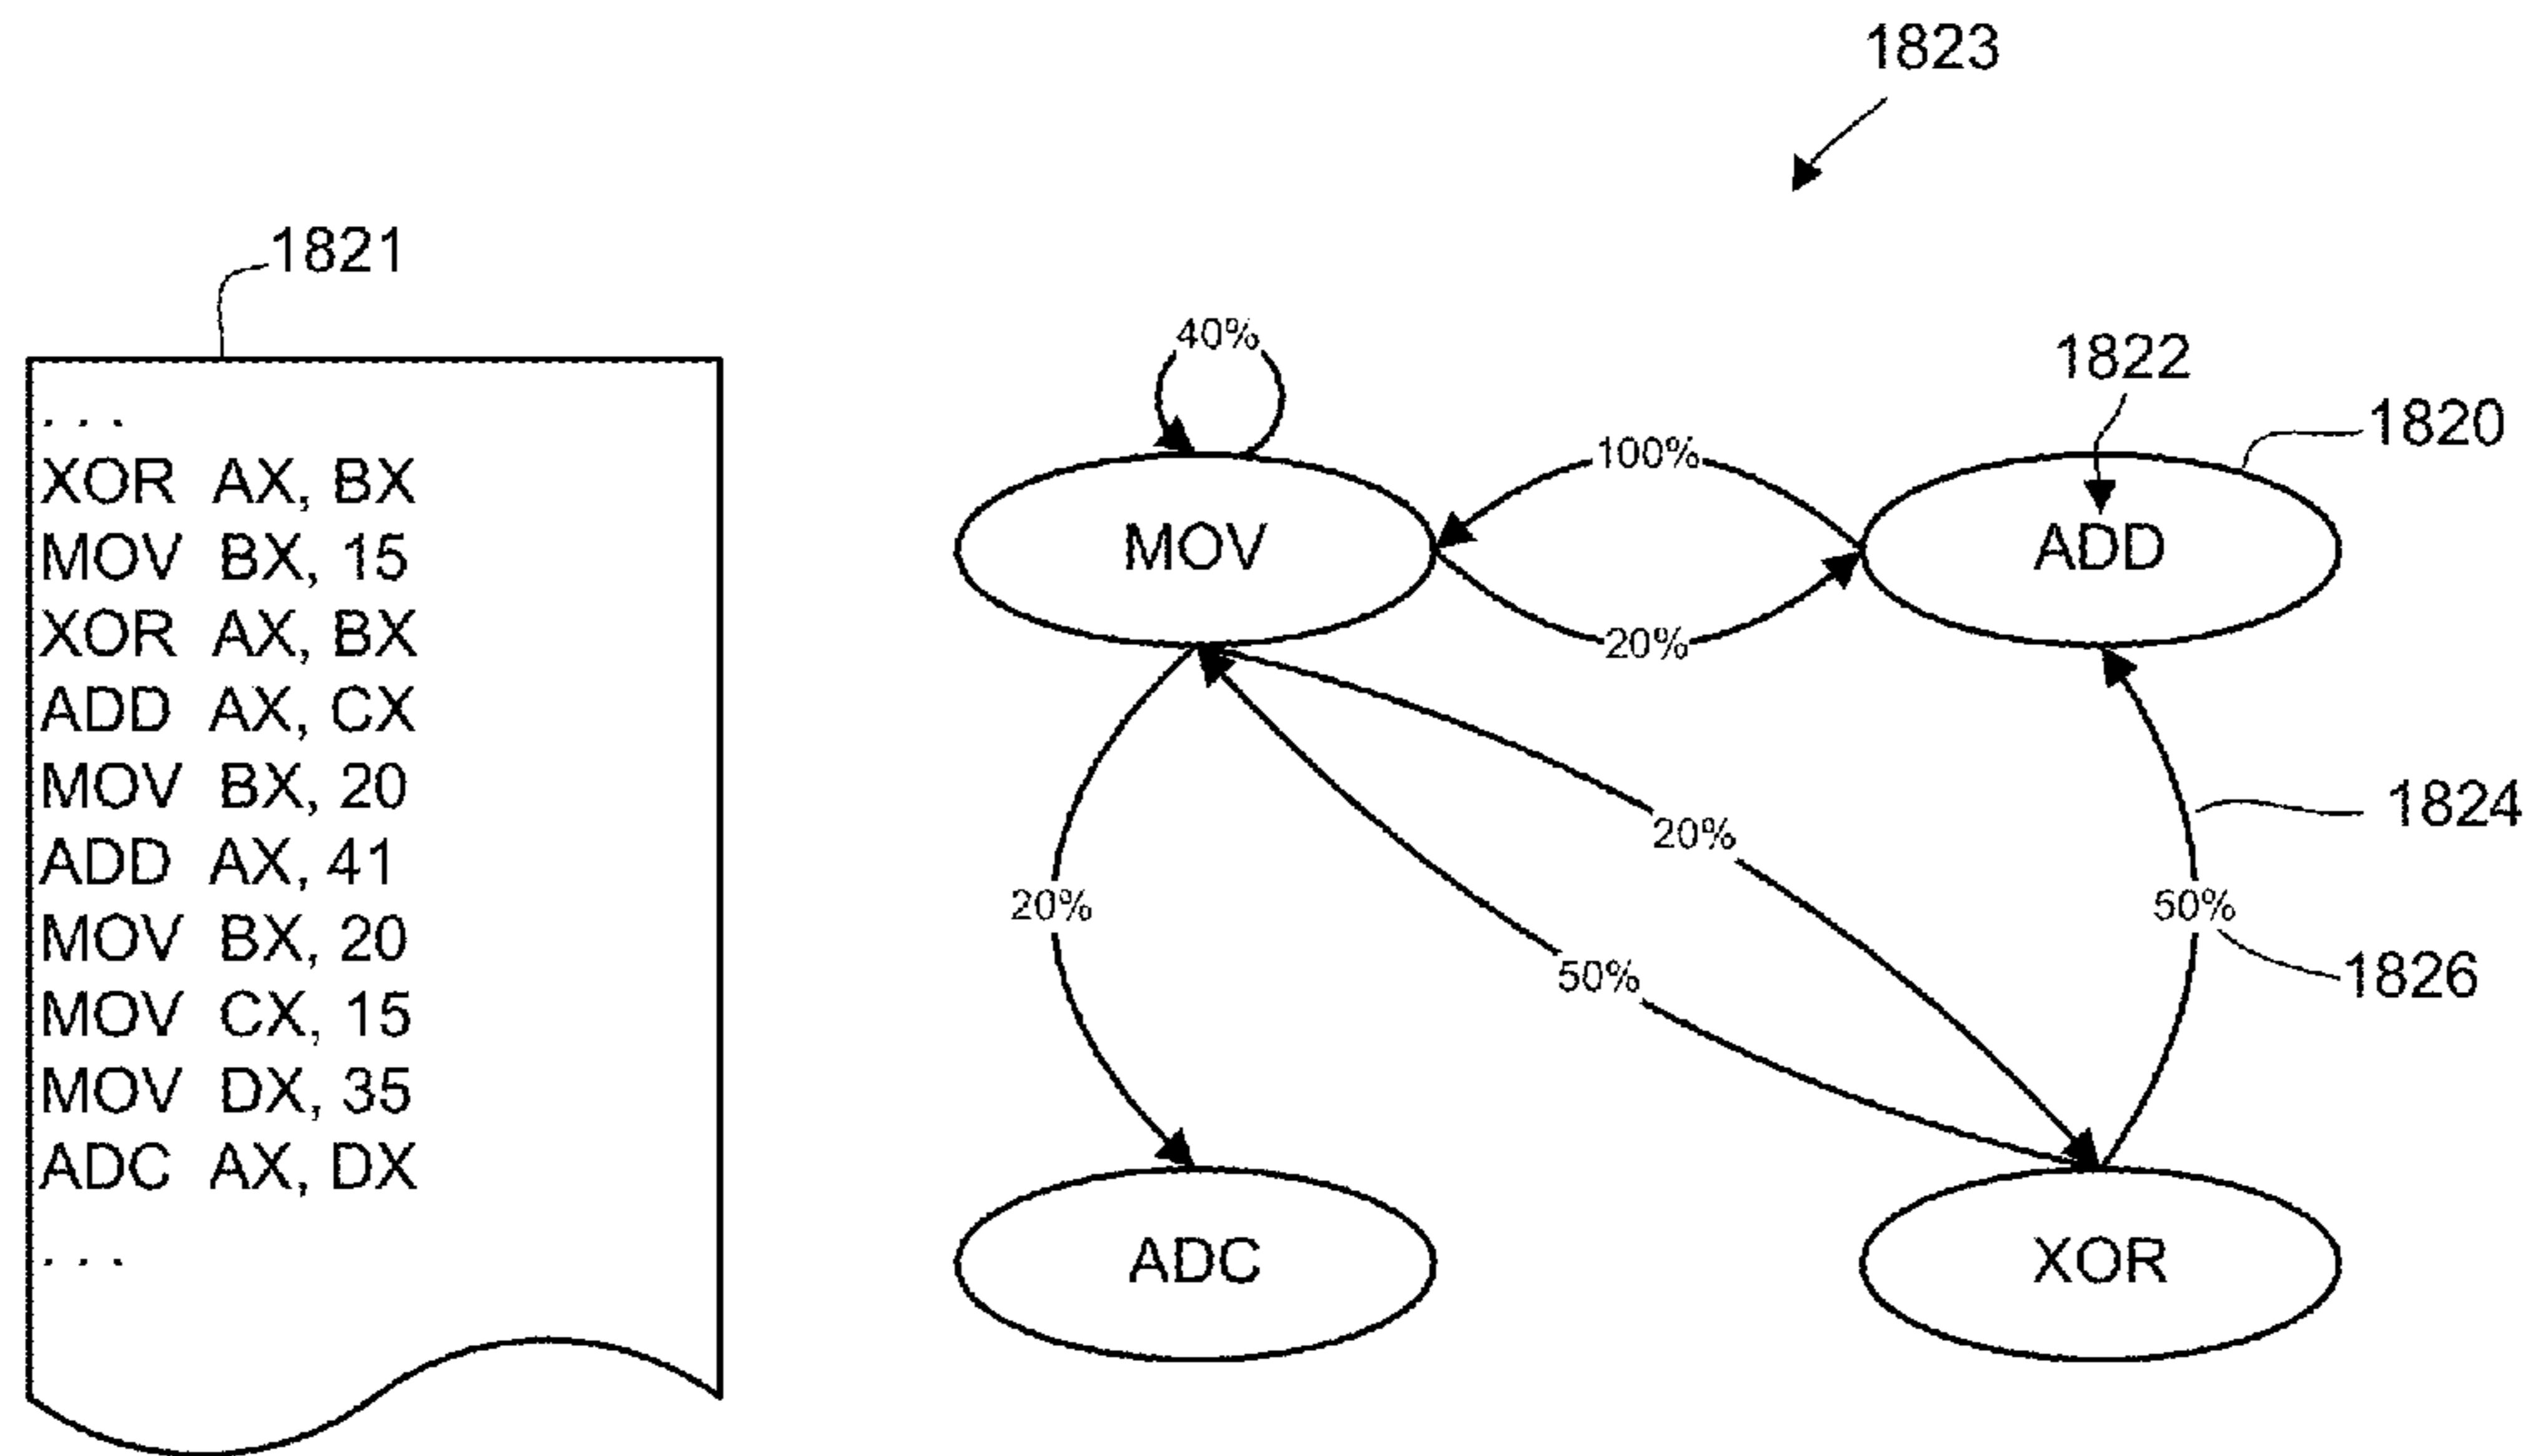 1823
1821
. . .
XOR AX, BX
MOV BX, 15
XOR AX, BX
ADD AX, CX
MOV BX, 20
ADD AX, 41
MOV BX, 20
MOV CX, 15
MOV DX, 35
ADC AX, DX
. . .
40%
1822
1820
100%
MOV
ADD
20%
1824
20%
20%
50%
50%
1826
ADC
XOR